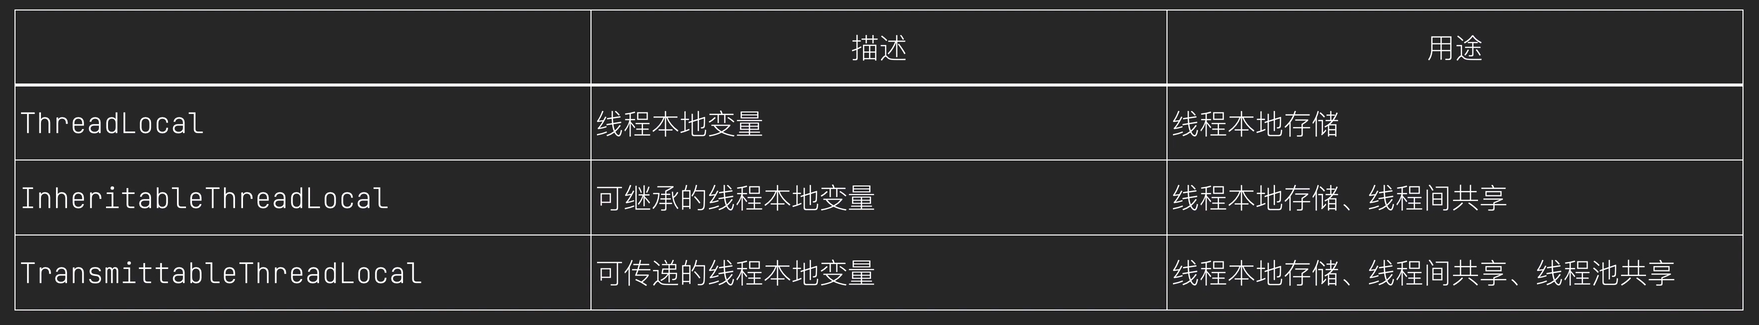 描述 用途
ThreadLocal 线程本地变量 线程本地存储
InheritableThreadLocal 可继承的线程本地变量 线程本地存储、线程间共享
TransmittableThreadLocal 可传递的线程本地变量 线程本地存储、线程间共享、线程池共享